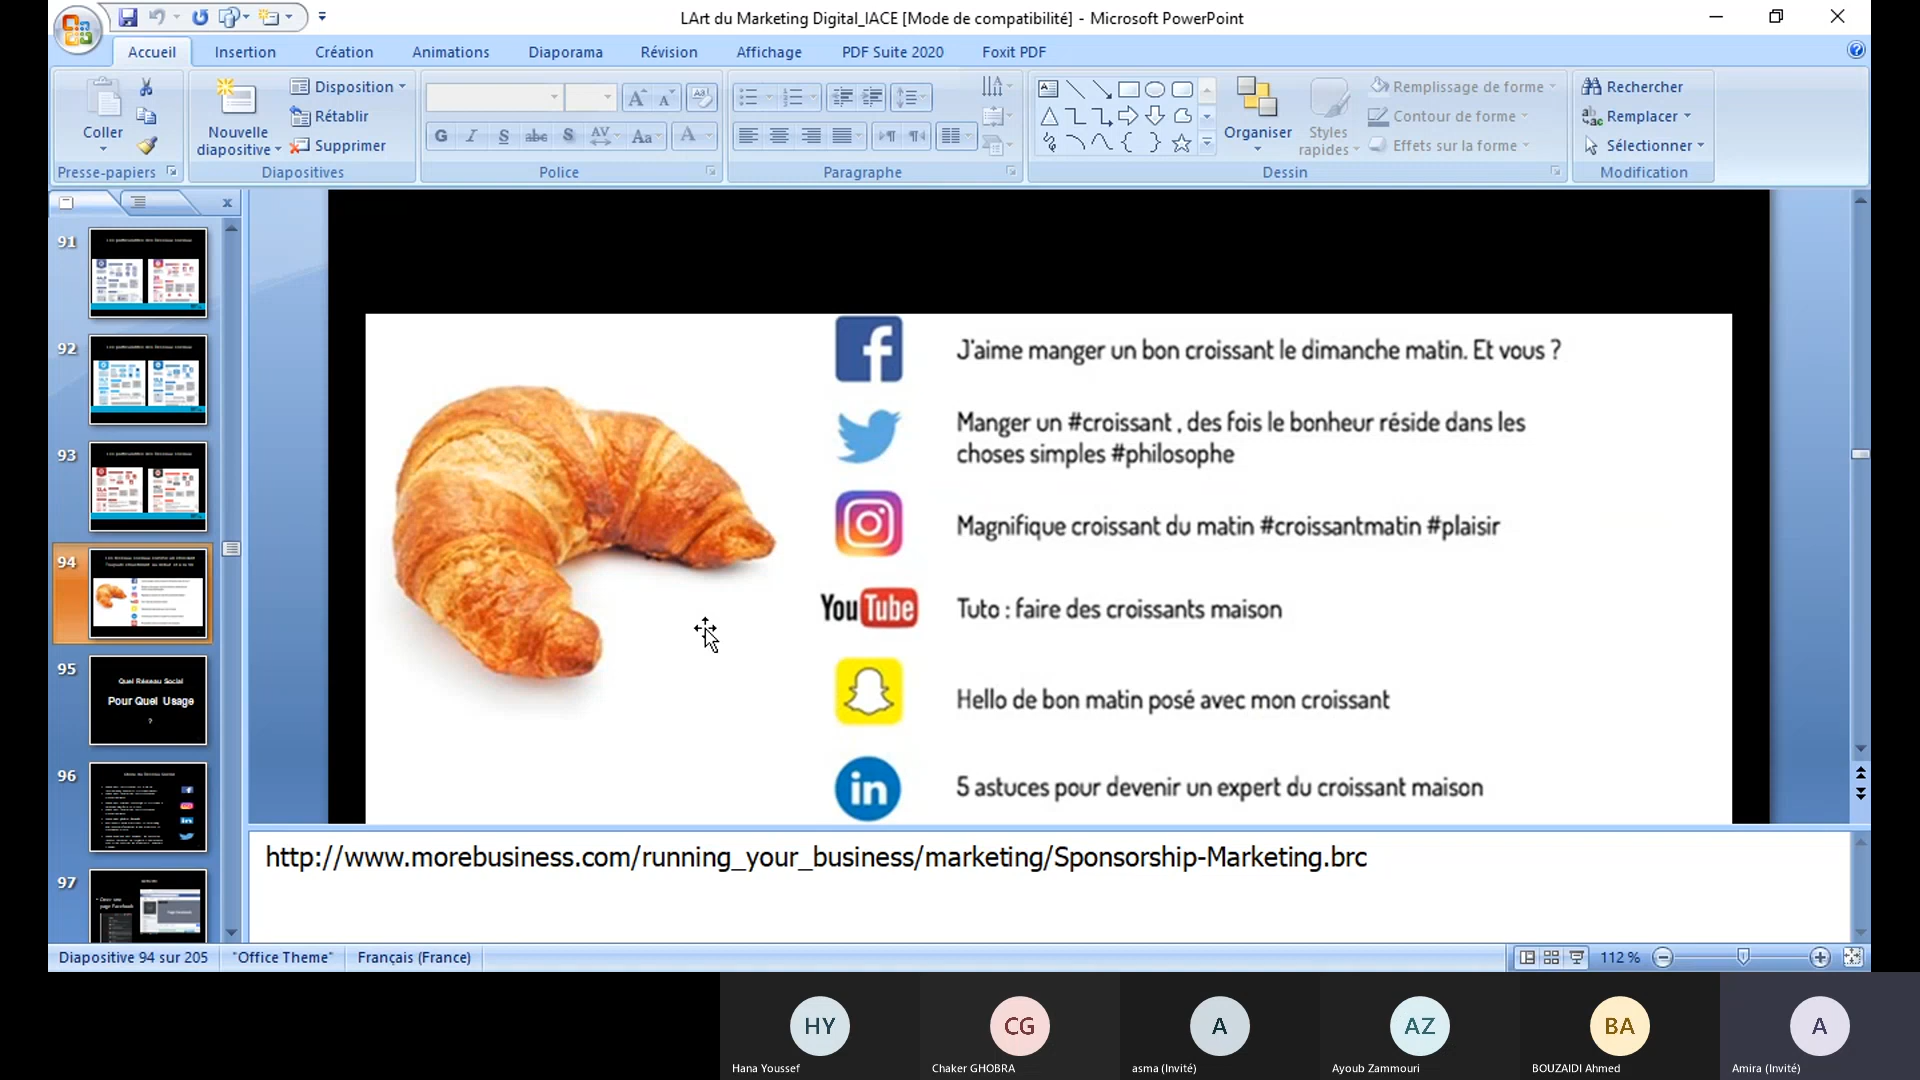 LArt du Marketing Digital_IACE [Mode de compatibilité] - Microsoft PowerPoint
Accueil Insertion Création Animations Diaporama Révision Affichage PDF Suite 2020 Foxit PDF
Coller
Presse-papiers
Nouvelle
diapositive
Disposition
Rétablir
Supprimer
Diapositives
G I S abc S AV Aa A
Police
Paragraphe
Organiser
Styles
rapides
Remplissage de forme
Contour de forme
Effets sur la forme
Dessin
Rechercher
Remplacer
Sélectionner
Modification
91
92
93
94
95
Quel Réseau Social
Pour Quel Usage
?
96
97
J'aime manger un bon croissant le dimanche matin. Et vous ?
Manger un #croissant , des fois le bonheur réside dans les
choses simples #philosophe
Magnifique croissant du matin #croissantmatin #plaisir
YouTube
Tuto : faire des croissants maison
Hello de bon matin posé avec mon croissant
in
5 astuces pour devenir un expert du croissant maison
http://www.morebusiness.com/running_your_business/marketing/Sponsorship-Marketing.brc
Diapositive 94 sur 205 "Office Theme" Français (France) 112 %
HY CG A AZ BA A
Hana Youssef Chaker GHOBRA asma (Invité) Ayoub Zammouri BOUZAIDI Ahmed Amira (Invité)